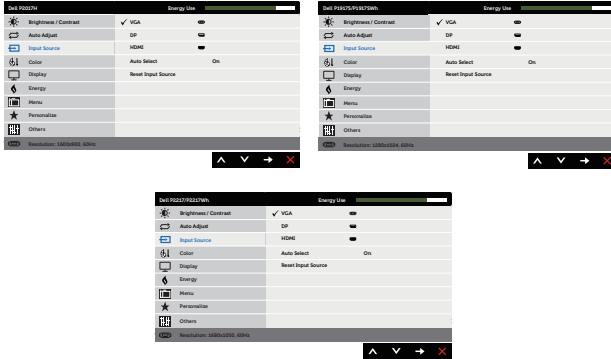 Dell P2017H Energy Use
Brightness / Contrast ✓ VGA
Auto Adjust DP
Input Source HDMI
Color Auto Select On
Display Reset Input Source
Energy
Menu
Personalize
Others
Resolution: 1600x900, 60Hz
Dell P1917S/P1917SWh Energy Use
Brightness / Contrast ✓ VGA
Auto Adjust DP
Input Source HDMI
Color Auto Select On
Display Reset Input Source
Energy
Menu
Personalize
Others
Resolution: 1280x1024, 60Hz
Dell P2217/P2217Wh Energy Use
Brightness / Contrast ✓ VGA
Auto Adjust DP
Input Source HDMI
Color Auto Select On
Display Reset Input Source
Energy
Menu
Personalize
Others
Resolution: 1680x1050, 60Hz